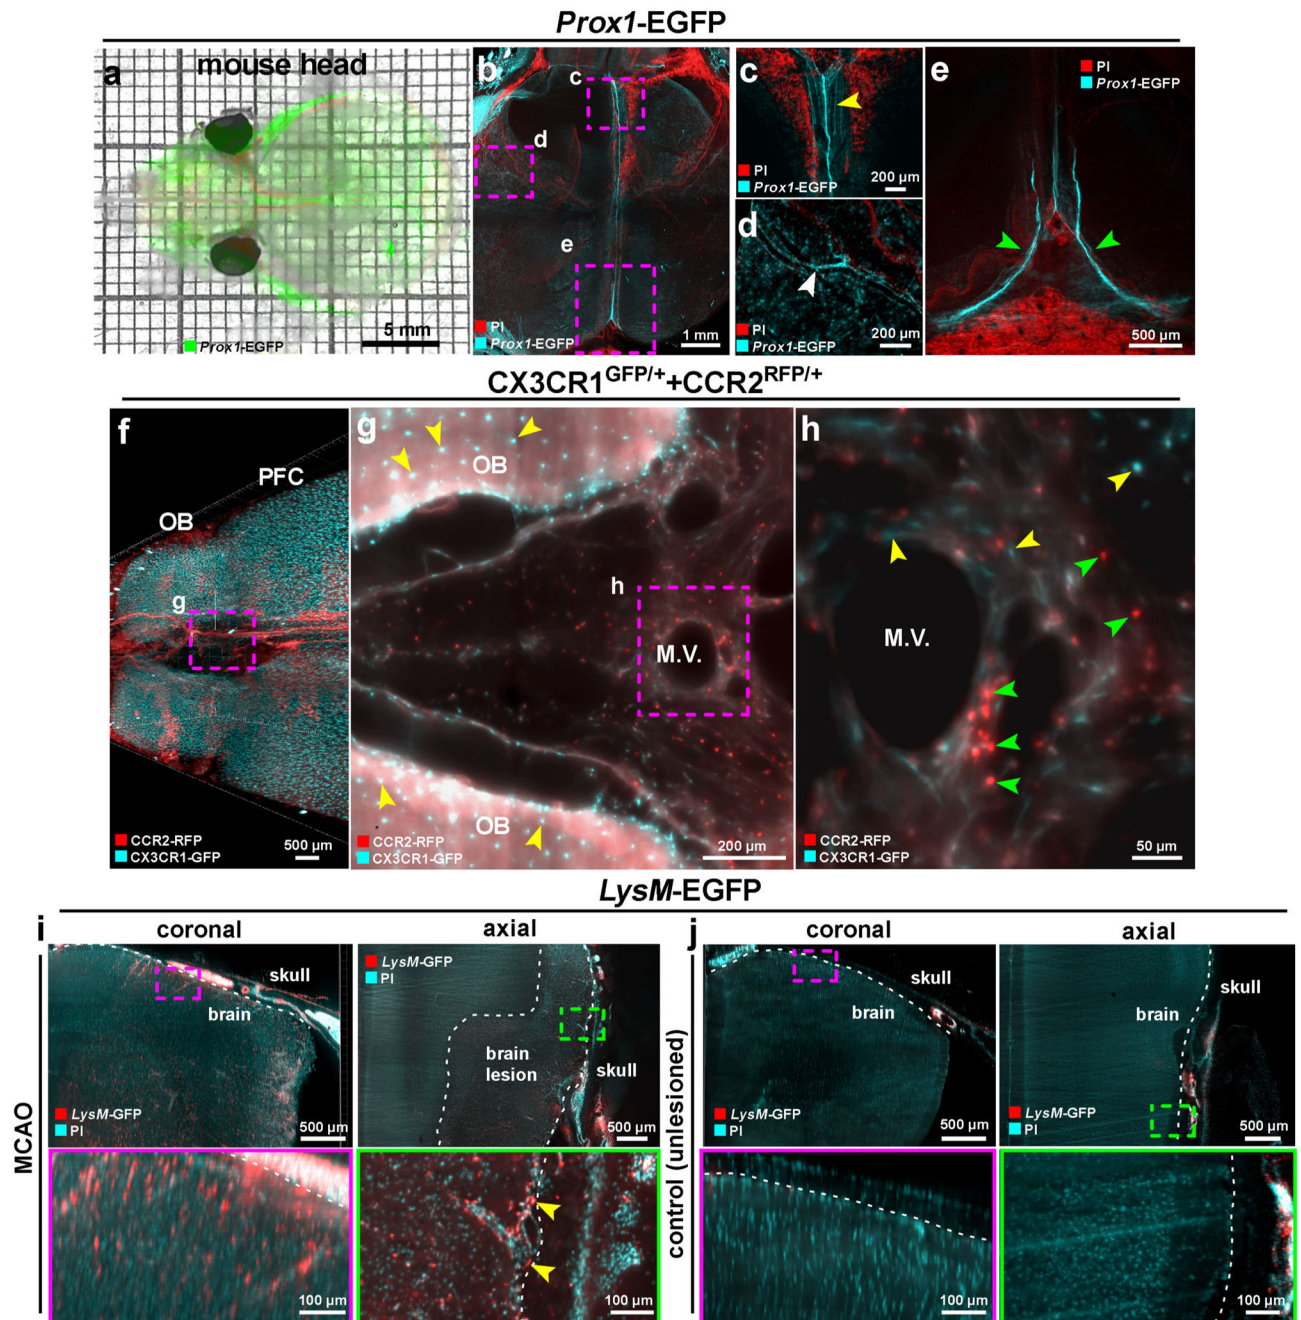 Prox1-EGFP
a
mouse head
5 mm
Prox1-EGFP
b
c
d
e
PI
Prox1-EGFP
1 mm
c
PI
Prox1-EGFP
200 µm
d
PI
Prox1-EGFP
200 µm
e
PI
Prox1-EGFP
500 µm
CX3CR1GFP/++CCR2RFP/+
f
PFC
OB
g
CCR2-RFP
CX3CR1-GFP
500 µm
g
OB
h
M.V.
OB
CCR2-RFP
CX3CR1-GFP
200 µm
h
M.V.
CCR2-RFP
CX3CR1-GFP
50 µm
LysM-EGFP
i
MCAO
coronal
skull
brain
LysM-GFP
PI
500 µm
axial
LysM-GFP
PI
brain
lesion
skull
500 µm
100 µm
100 µm
j
control (unlesioned)
coronal
skull
brain
LysM-GFP
PI
500 µm
axial
skull
brain
LysM-GFP
PI
500 µm
100 µm
100 µm